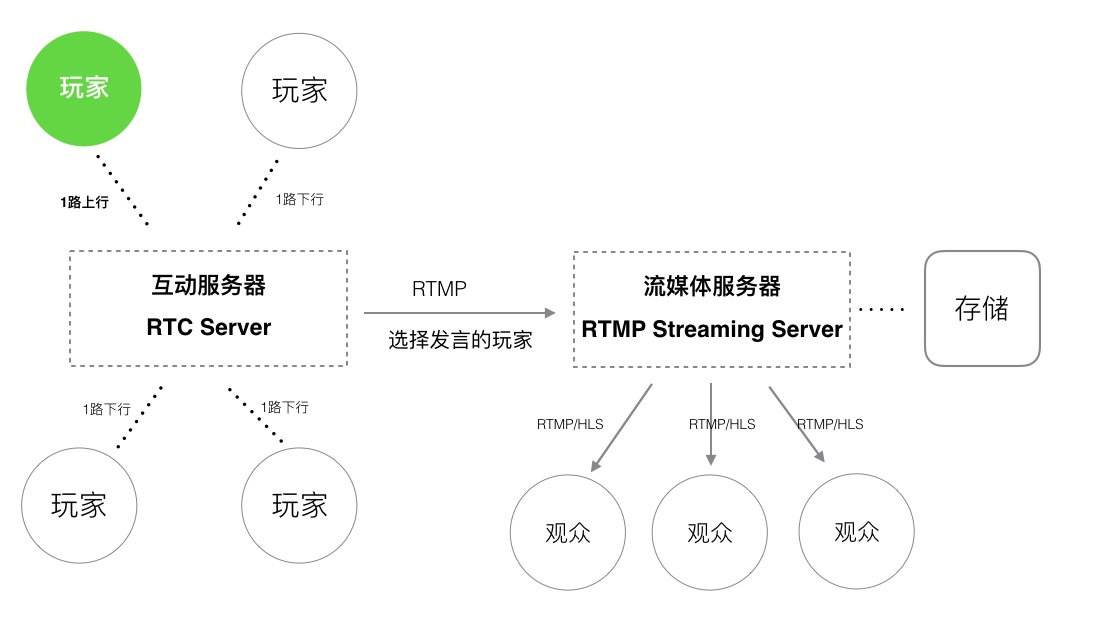 玩家
玩家
1路上行
1路下行
互动服务器
RTC Server
RTMP
选择发言的玩家
流媒体服务器
RTMP Streaming Server
存储
1路下行
1路下行
RTMP/HLS
RTMP/HLS
RTMP/HLS
玩家
玩家
观众
观众
观众